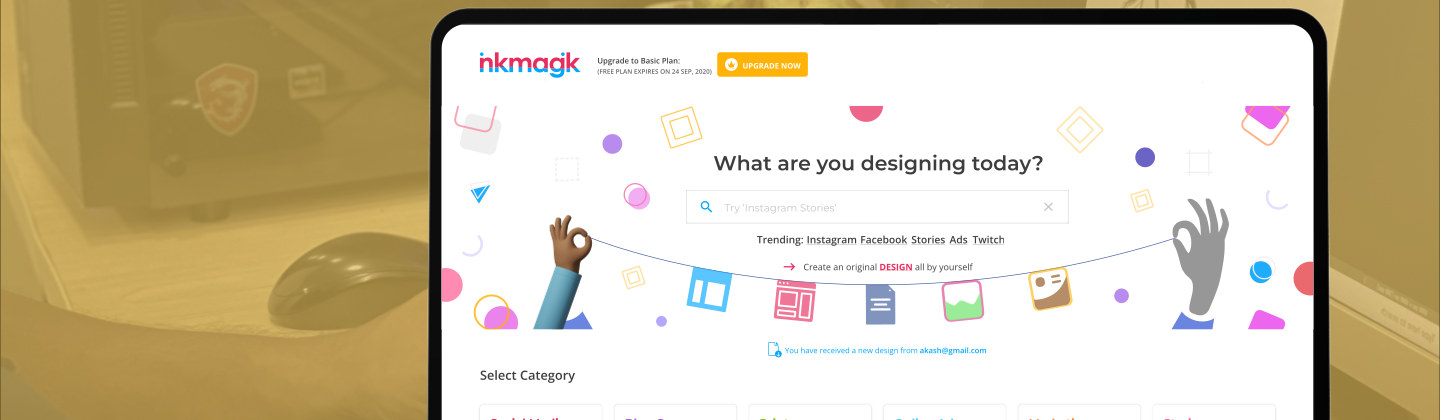 inkmagik
Upgrade to Basic Plan:
(FREE PLAN EXPIRES ON 24 SEP, 2020)
UPGRADE NOW
What are you designing today?
Try 'Instagram Stories'
Trending: Instagram Facebook Stories Ads Twitch
Create an original DESIGN all by yourself
You have received a new design from akash@gmail.com
Select Category